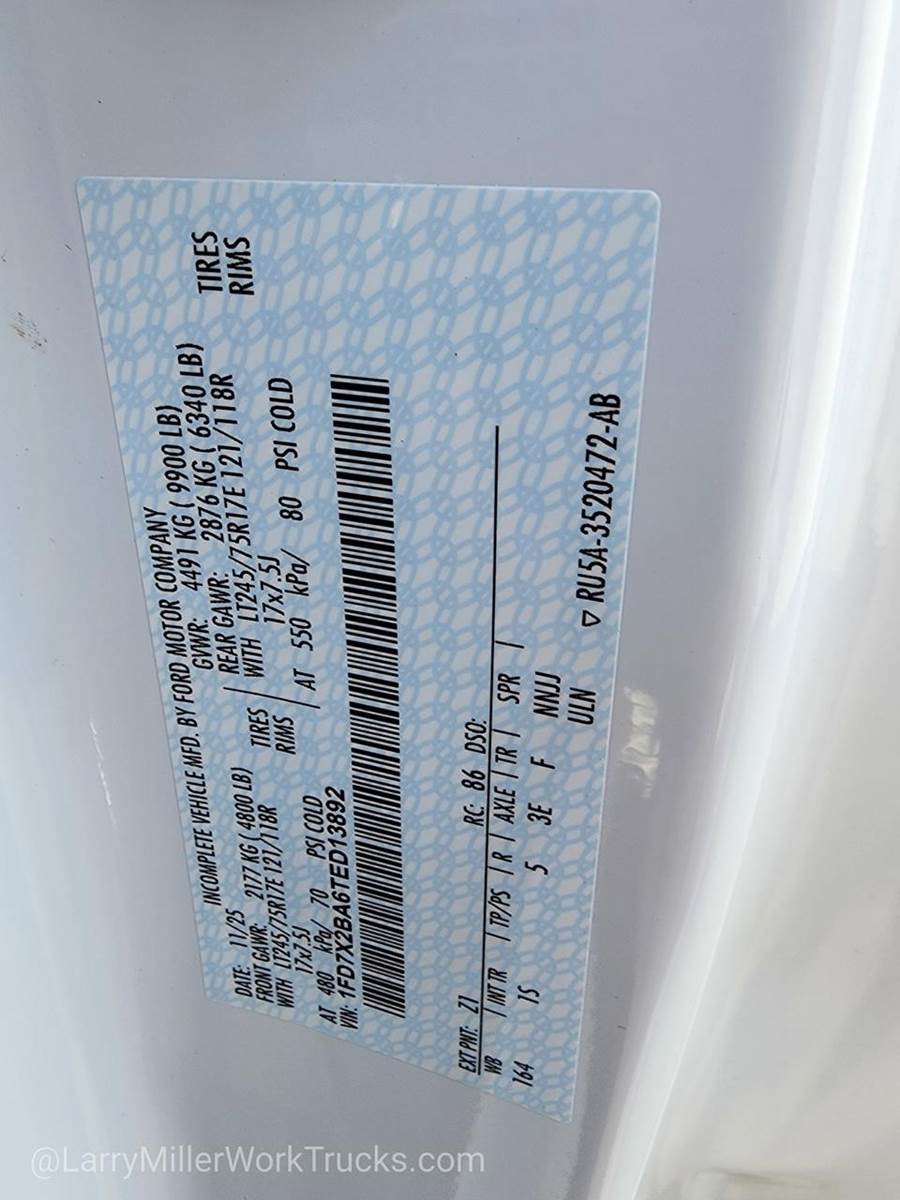 INCOMPLETE VEHICLE MFD. BY FORD MOTOR COMPANY
DATE: 11/25 GVWR: 4491 KG ( 9900 LB)
FRONT GAWR: 2177 KG ( 4800 LB) REAR GAWR: 2876 KG ( 6340 LB)
WITH LT245/75R17E 121/118R TIRES WITH LT245/75R17E 121/118R TIRES
17x7.5J RIMS 17x7.5J RIMS
AT 480 kPa/ 70 PSI COLD AT 550 kPa/ 80 PSI COLD
VIN: 1FD7X2BA6TED13892
EXT PNT: Z1 RC: 86 DSO:
WB | INT TR | TP/PS | R | AXLE | TR | SPR |
164 1S 5 3E F NNJJ
ULN
▽ RU5A-3520472-AB
@LarryMillerWorkTrucks.com